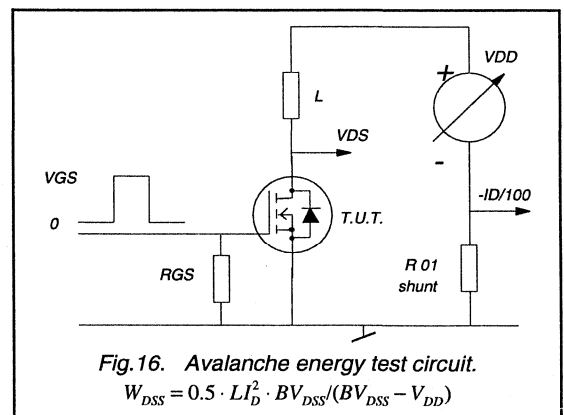 +
VDD
L
-
VDS
VGS
-ID/100
0
T.U.T.
RGS
R 01
shunt
Fig.16. Avalanche energy test circuit.
W_DSS = 0.5 · LI_D^2 · BV_DSS/(BV_DSS − V_DD)